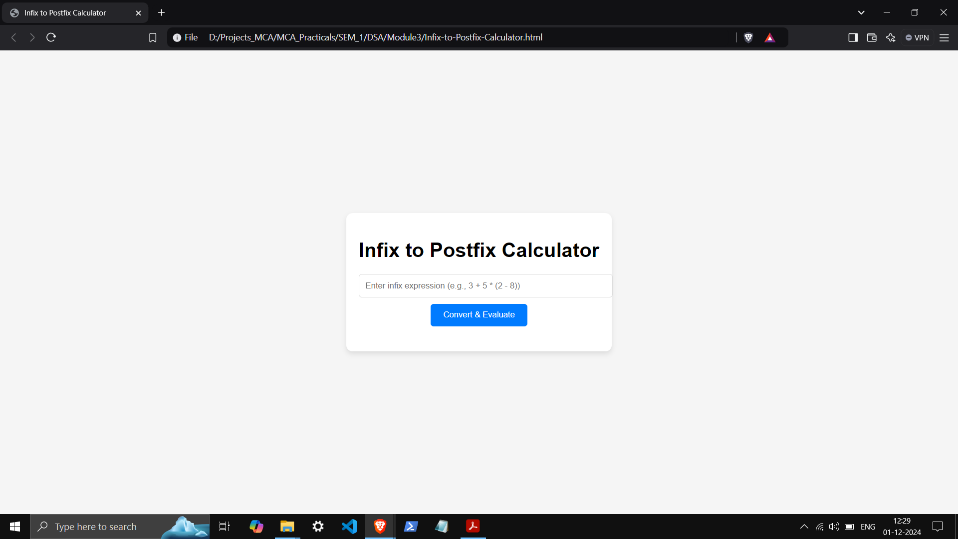 Infix to Postfix Calculator
File D:/Projects_MCA/MCA_Practicals/SEM_1/DSA/Module3/Infix-to-Postfix-Calculator.html
VPN
Infix to Postfix Calculator
Enter infix expression (e.g., 3 + 5 * (2 - 8))
Convert & Evaluate
Type here to search
ENG
12:29
01-12-2024